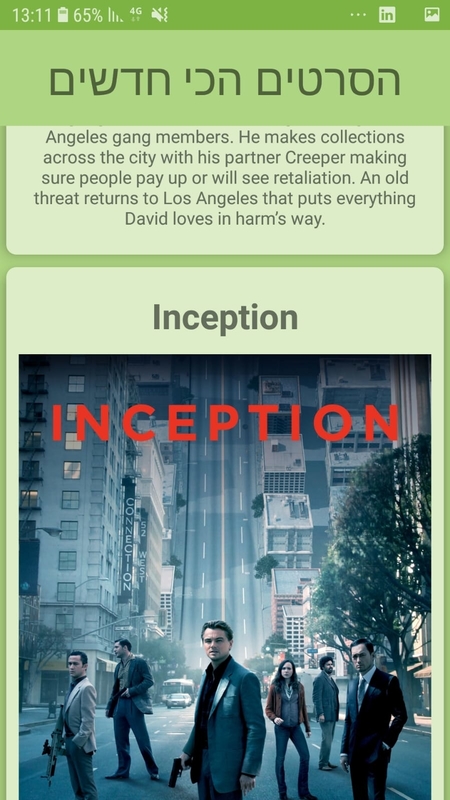 13:11 65% 4G
הסרטים הכי חדשים
Angeles gang members. He makes collections
across the city with his partner Creeper making
sure people pay up or will see retaliation. An old
threat returns to Los Angeles that puts everything
David loves in harm’s way.
Inception
INCEPTION
CONNECTION
52 WEST